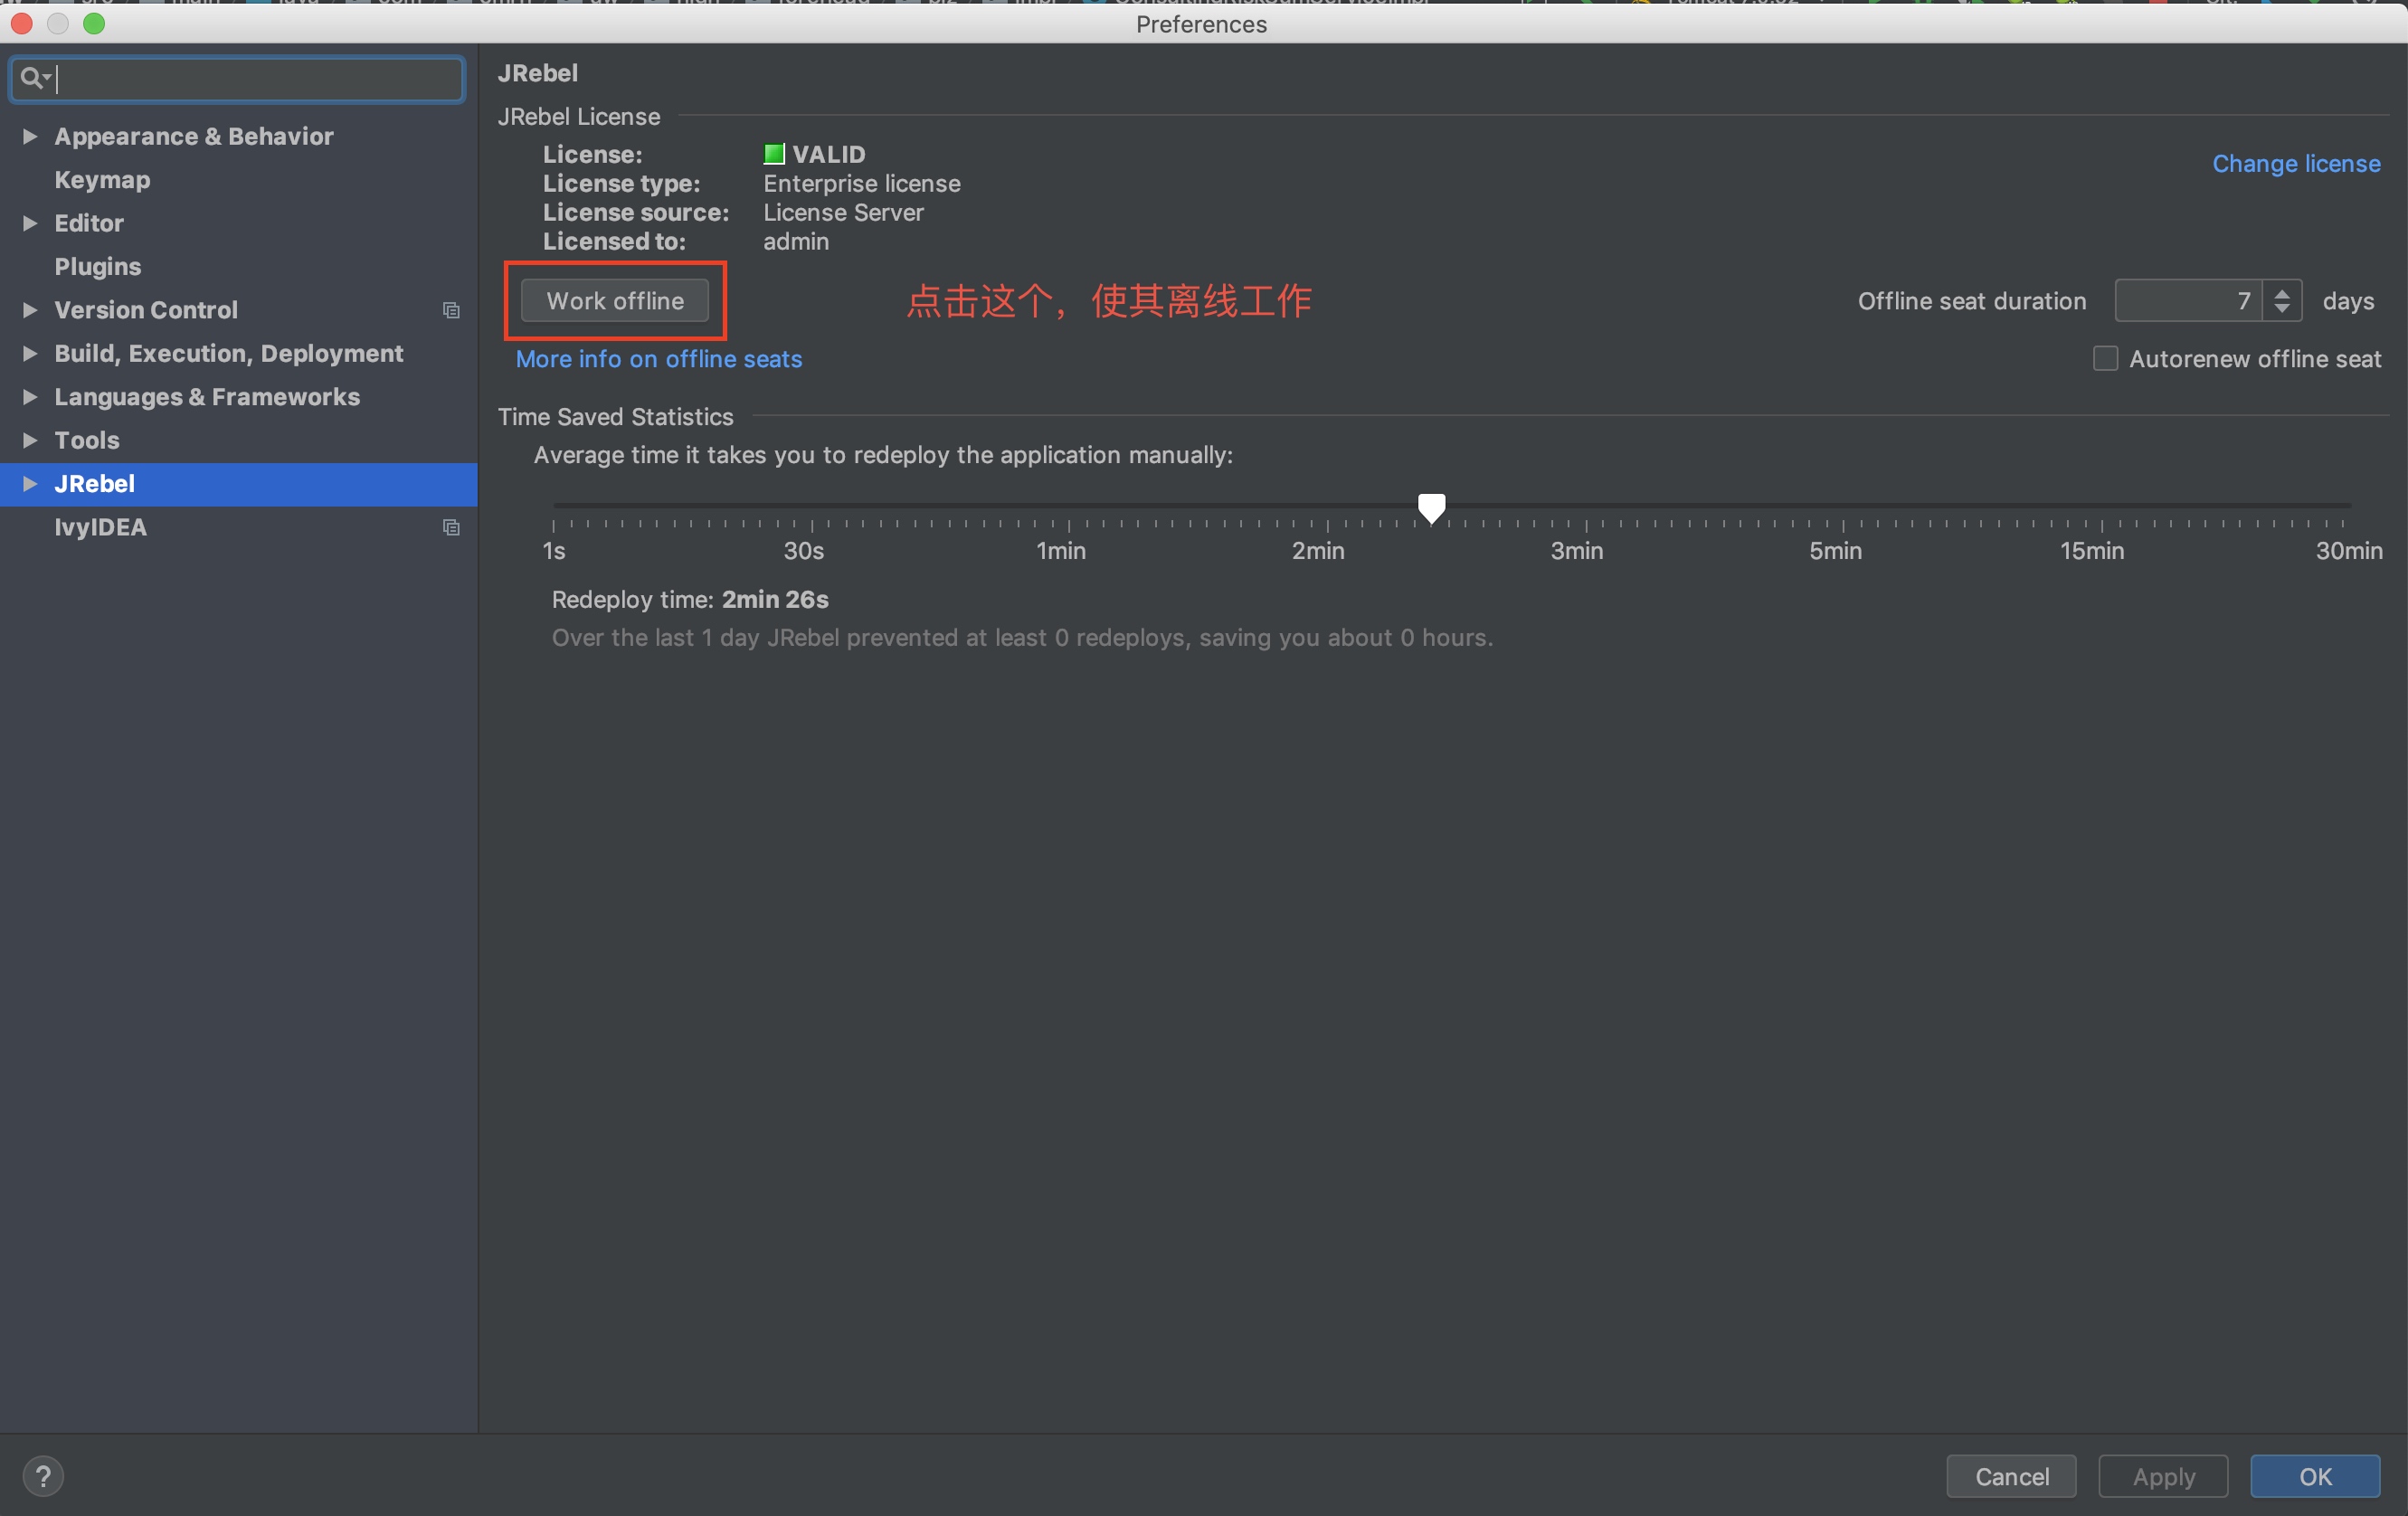 Preferences
JRebel
JRebel License
Appearance & Behavior
License: VALID
Change license
Keymap
License type: Enterprise license
License source: License Server
Editor
Licensed to: admin
Plugins
Work offline
点击这个，使其离线工作
Offline seat duration 7 days
Version Control
Build, Execution, Deployment
More info on offline seats
Autorenew offline seat
Languages & Frameworks
Time Saved Statistics
Tools
Average time it takes you to redeploy the application manually:
JRebel
IvyIDEA
1s 30s 1min 2min 3min 5min 15min 30min
Redeploy time: 2min 26s
Over the last 1 day JRebel prevented at least 0 redeploys, saving you about 0 hours.
?
Cancel Apply OK